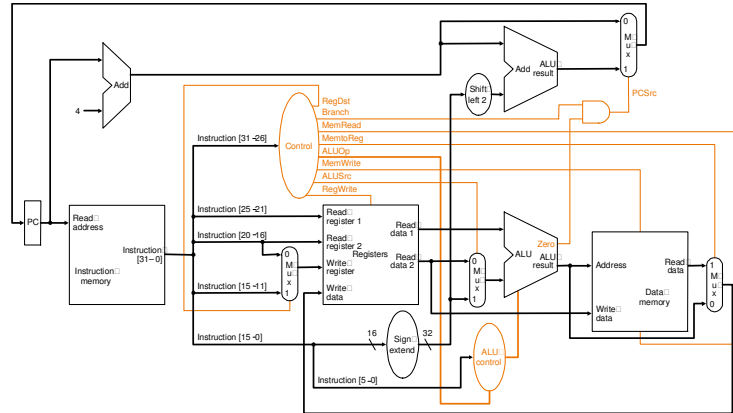 0
M
u
x
1
Add
4
Add
ALU
result
Shift
left 2
PCSrc
RegDst
Branch
MemRead
MemtoReg
ALUOp
MemWrite
ALUSrc
RegWrite
Control
Instruction [31-26]
Instruction [25-21]
Instruction [20-16]
Instruction [15-11]
Instruction [15-0]
Instruction [5-0]
PC
Read
address
Instruction
[31-0]
Instruction
memory
0
M
u
x
1
Read
register 1
Read
register 2
Write
register
Write
data
Registers
Read
data 1
Read
data 2
0
M
u
x
1
Zero
ALU
ALU
result
Address
Write
data
Read
data
Data
memory
1
M
u
x
0
16
Sign
extend
32
ALU
control